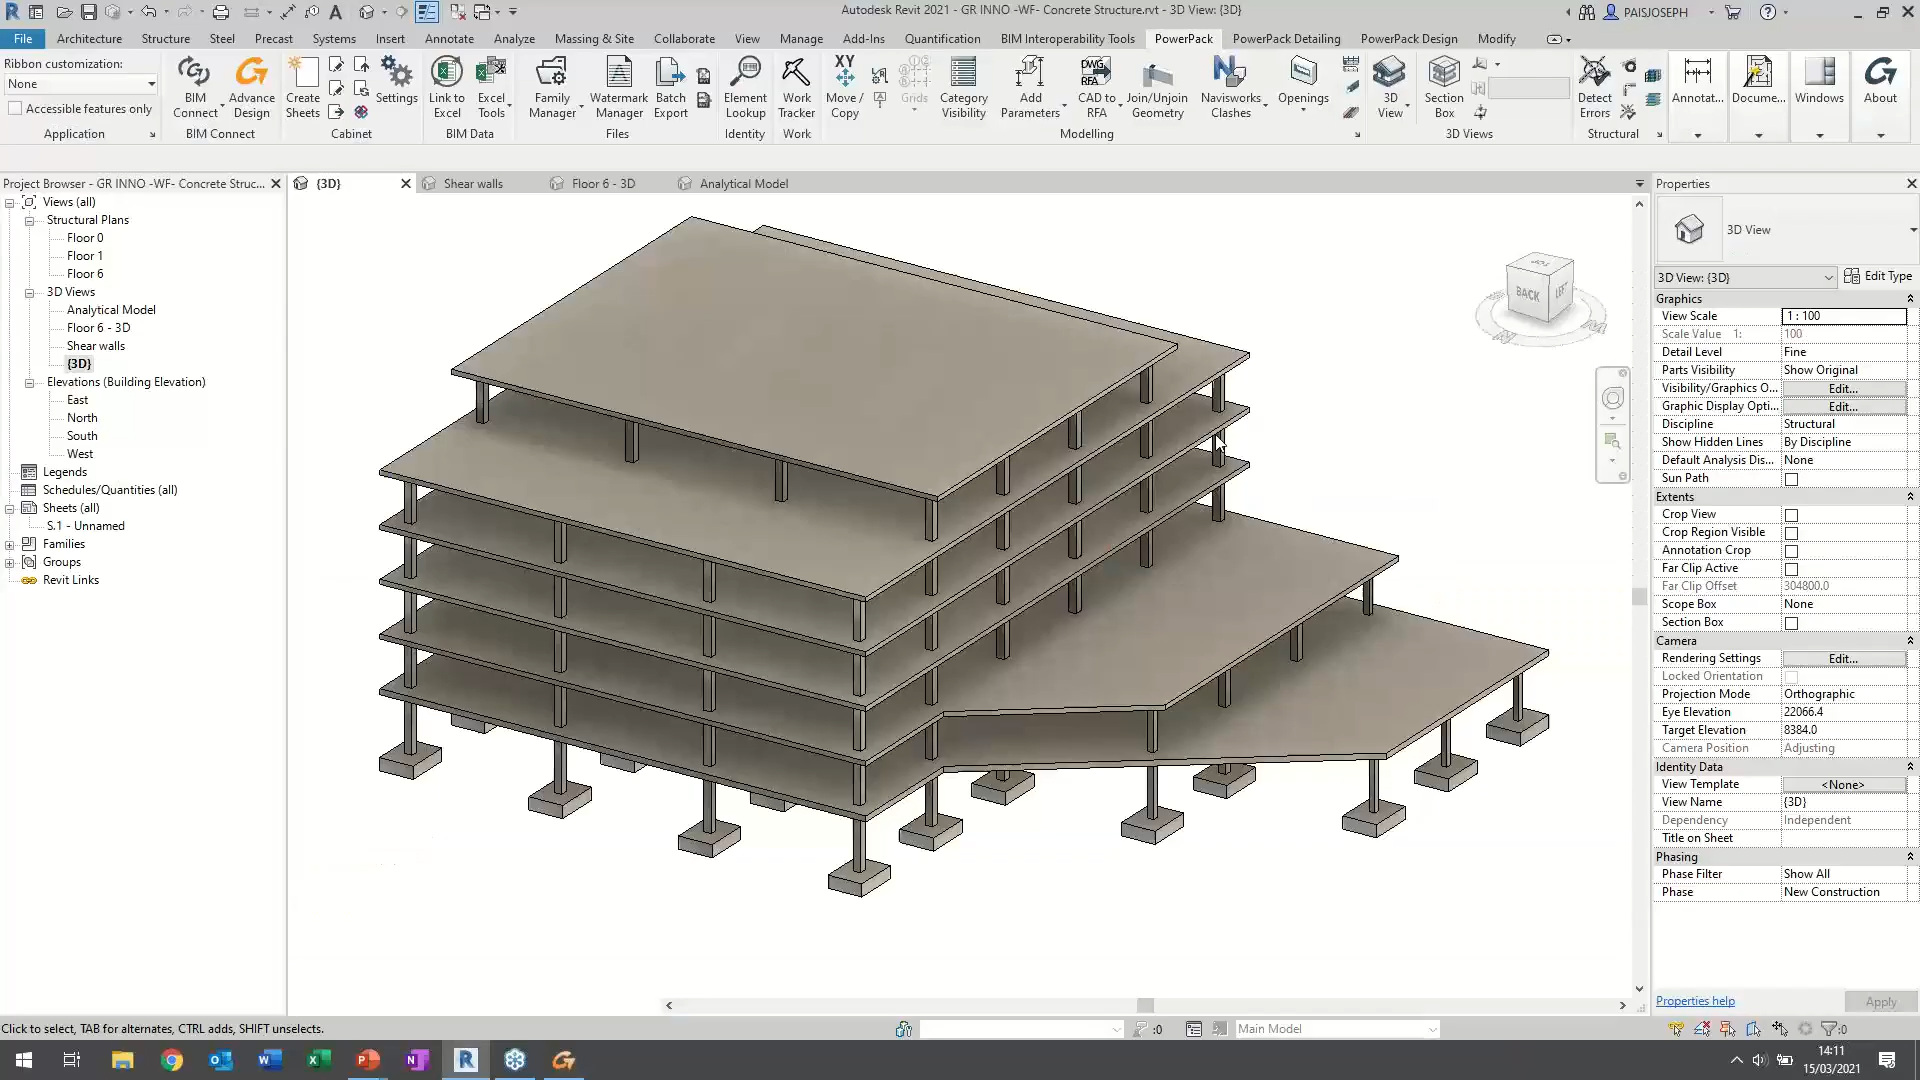 Autodesk Revit 2021 - GR INNO -WF- Concrete Structure.rvt - 3D View: {3D}
PAISJOSEPH
File Architecture Structure Steel Precast Systems Insert Annotate Analyze Massing & Site Collaborate View Manage Add-Ins Quantification BIM Interoperability Tools PowerPack PowerPack Detailing PowerPack Design Modify
Ribbon customization:
None
Accessible features only
Application
BIM Connect
Advance Design
BIM Connect
Create Sheets
Settings
Cabinet
Link to Excel
Excel Tools
BIM Data
Family Manager
Watermark Manager
Batch Export
Files
Element Lookup
Identity
Work Tracker
Work
Move / Copy
Grids
Category Visibility
Add Parameters
CAD to RFA
Join/Unjoin Geometry
Navisworks Clashes
Openings
Modelling
3D View
Section Box
3D Views
Detect Errors
Structural
Annotat...
Docume...
Windows
About
Project Browser - GR INNO -WF- Concrete Struc...
Views (all)
Structural Plans
Floor 0
Floor 1
Floor 6
3D Views
Analytical Model
Floor 6 - 3D
Shear walls
{3D}
Elevations (Building Elevation)
East
North
South
West
Legends
Schedules/Quantities (all)
Sheets (all)
S.1 - Unnamed
Families
Groups
Revit Links
{3D}
Shear walls
Floor 6 - 3D
Analytical Model
BACK
LEFT
Properties
3D View
3D View: {3D}
Edit Type
Graphics
View Scale 1 : 100
Scale Value 1: 100
Detail Level Fine
Parts Visibility Show Original
Visibility/Graphics O... Edit...
Graphic Display Opti... Edit...
Discipline Structural
Show Hidden Lines By Discipline
Default Analysis Dis... None
Sun Path
Extents
Crop View
Crop Region Visible
Annotation Crop
Far Clip Active
Far Clip Offset 304800.0
Scope Box None
Section Box
Camera
Rendering Settings Edit...
Locked Orientation
Projection Mode Orthographic
Eye Elevation 22066.4
Target Elevation 8384.0
Camera Position Adjusting
Identity Data
View Template <None>
View Name {3D}
Dependency Independent
Title on Sheet
Phasing
Phase Filter Show All
Phase New Construction
Properties help
Apply
Click to select, TAB for alternates, CTRL adds, SHIFT unselects.
:0
Main Model
:0
14:11
15/03/2021